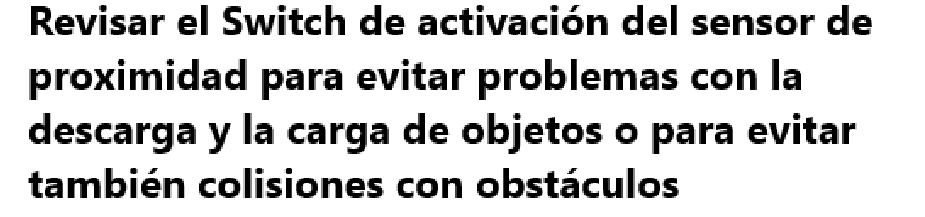 Revisar el Switch de activación del sensor de
proximidad para evitar problemas con la
descarga y la carga de objetos o para evitar
también colisiones con obstáculos